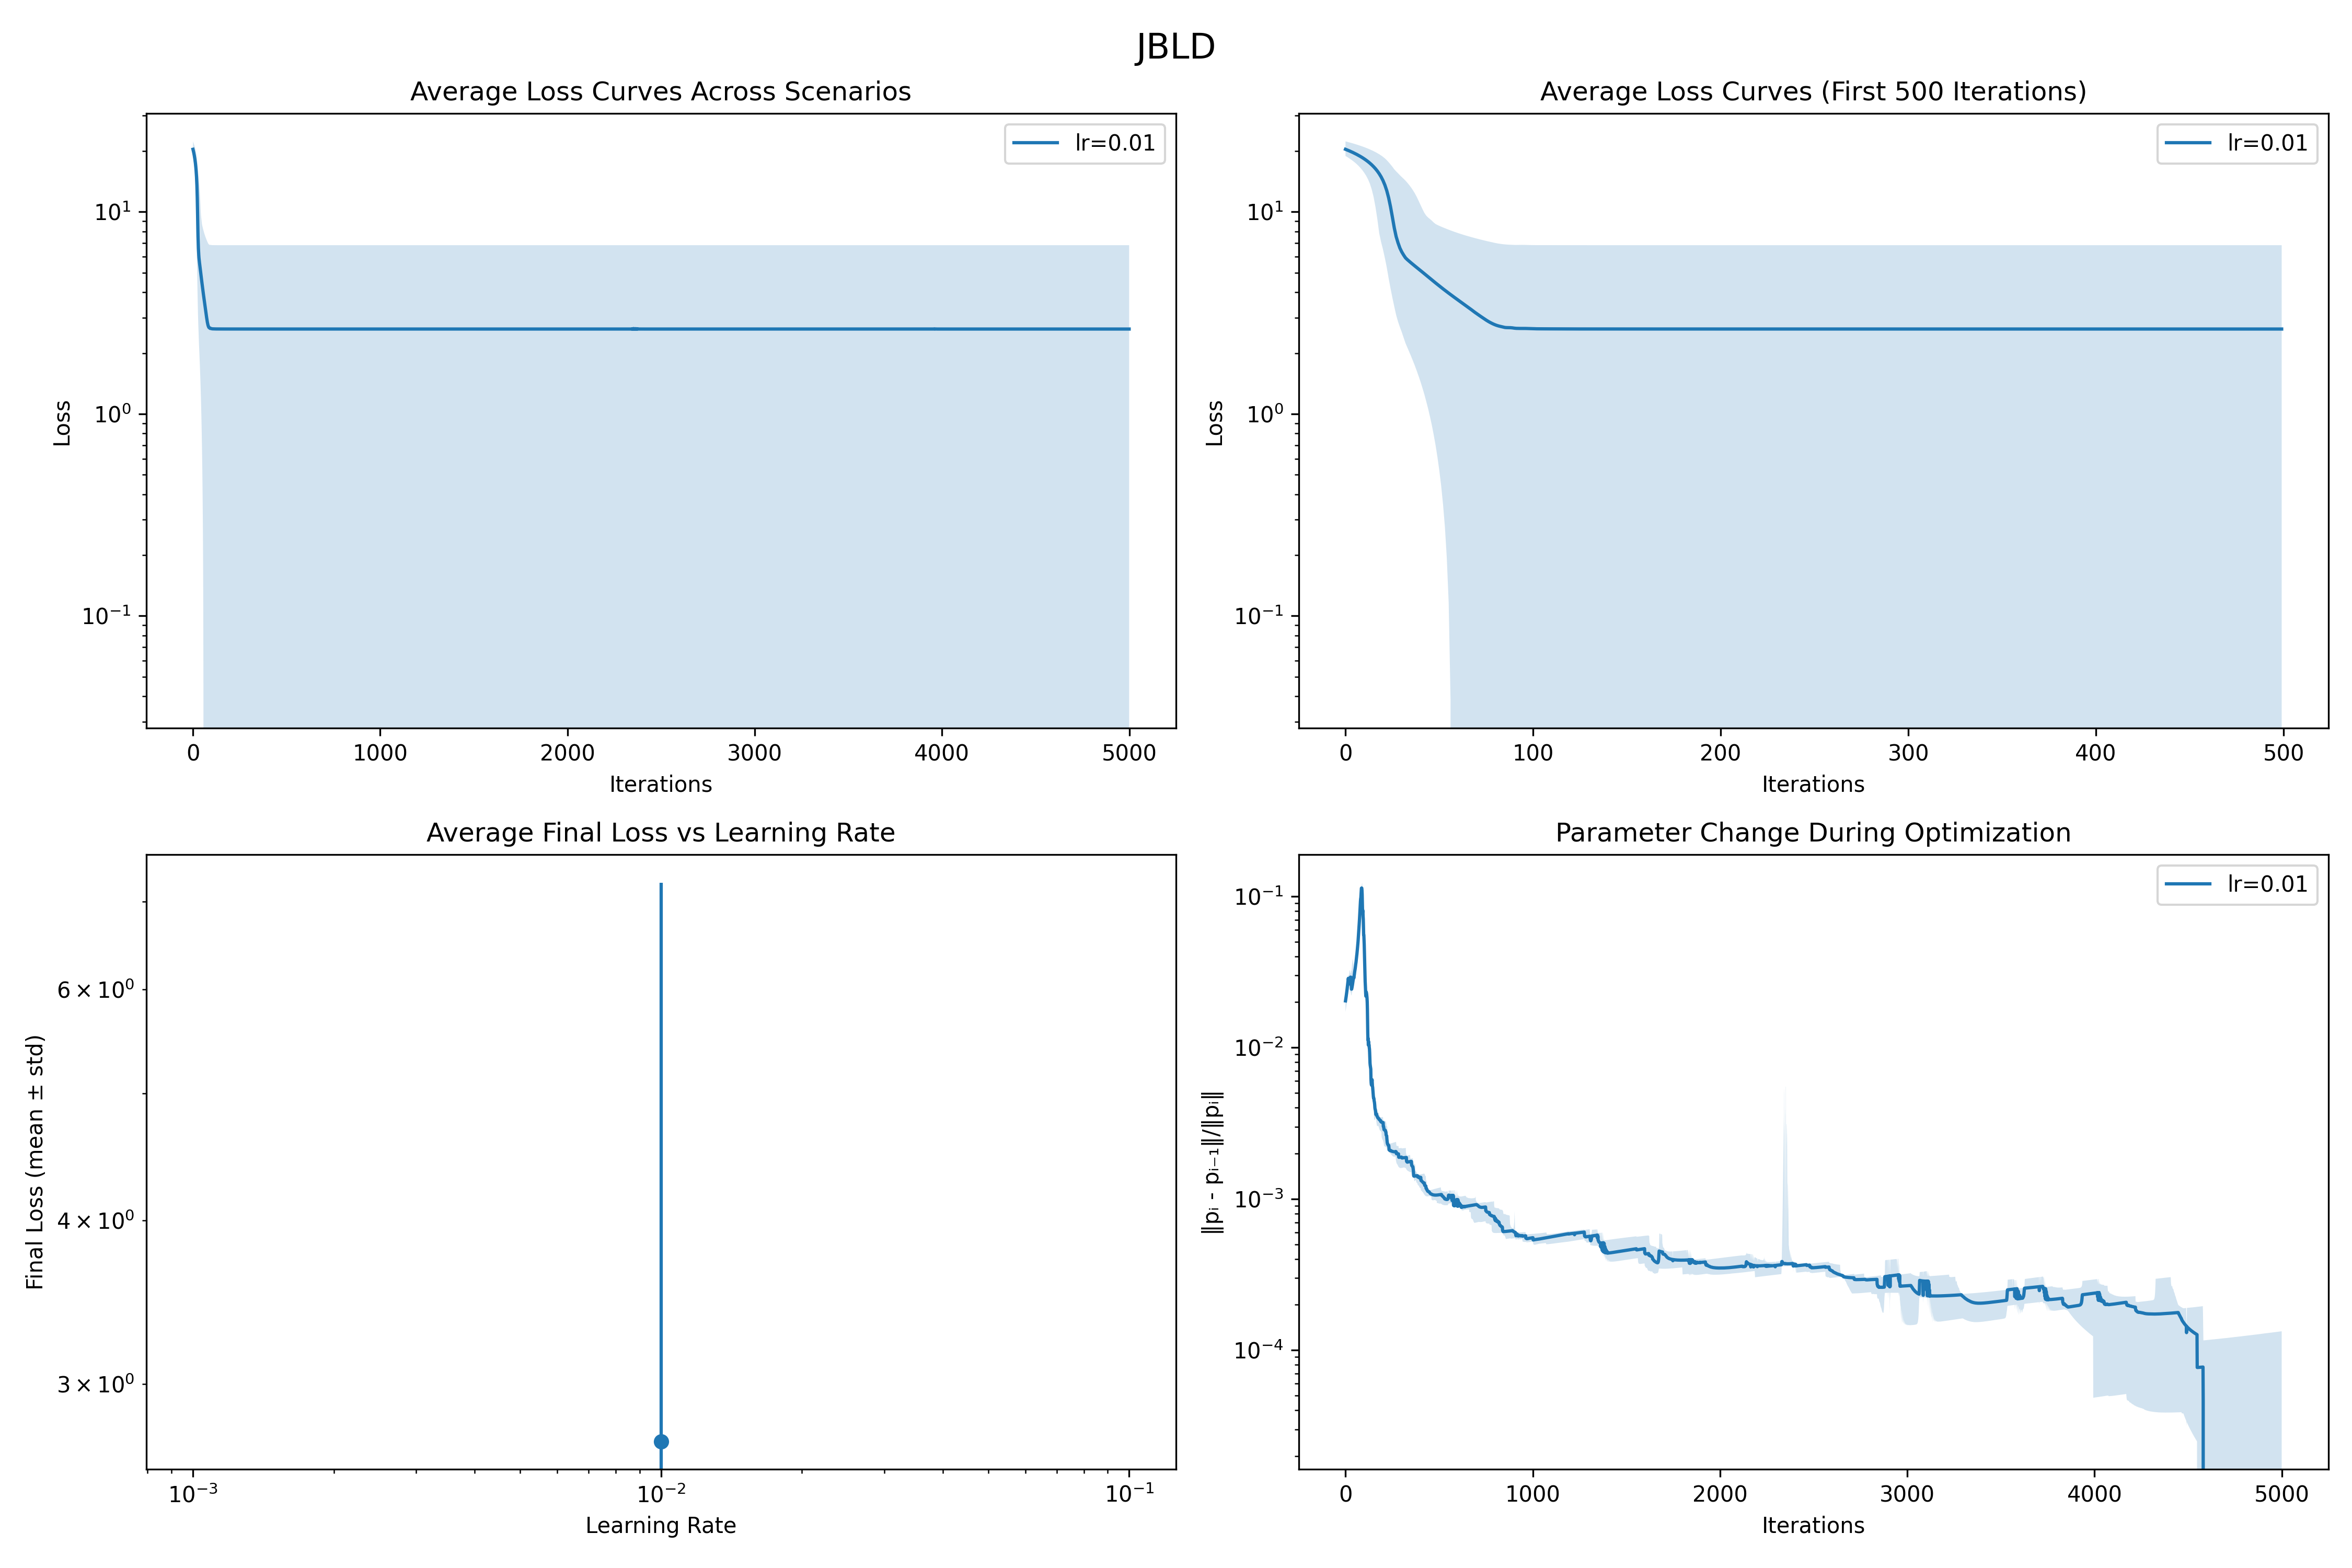 JBLD
Average Loss Curves Across Scenarios
lr=0.01
10¹
10⁰
10⁻¹
Loss
0 1000 2000 3000 4000 5000
Iterations
Average Loss Curves (First 500 Iterations)
lr=0.01
10¹
10⁰
10⁻¹
Loss
0 100 200 300 400 500
Iterations
Average Final Loss vs Learning Rate
6 × 10⁰
4 × 10⁰
3 × 10⁰
Final Loss (mean ± std)
10⁻³ 10⁻² 10⁻¹
Learning Rate
Parameter Change During Optimization
lr=0.01
10⁻¹
10⁻²
10⁻³
10⁻⁴
‖pᵢ - pᵢ₋₁‖/‖pᵢ‖
0 1000 2000 3000 4000 5000
Iterations